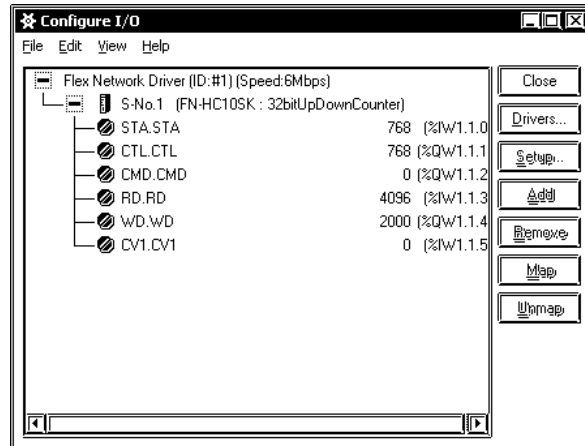 Configure I/O
File Edit View Help
Flex Network Driver (ID:#1) (Speed:6Mbps)
S-No.1 (FN-HC10SK : 32bitUpDownCounter)
STA.STA 768 (%IW1.1.0
CTL.CTL 768 (%QW1.1.1
CMD.CMD 0 (%QW1.1.2
RD.RD 4096 (%IW1.1.3
WD.WD 2000 (%QW1.1.4
CV1.CV1 0 (%IW1.1.5
Close
Drivers...
Setup...
Add
Remove
Map
Unmap